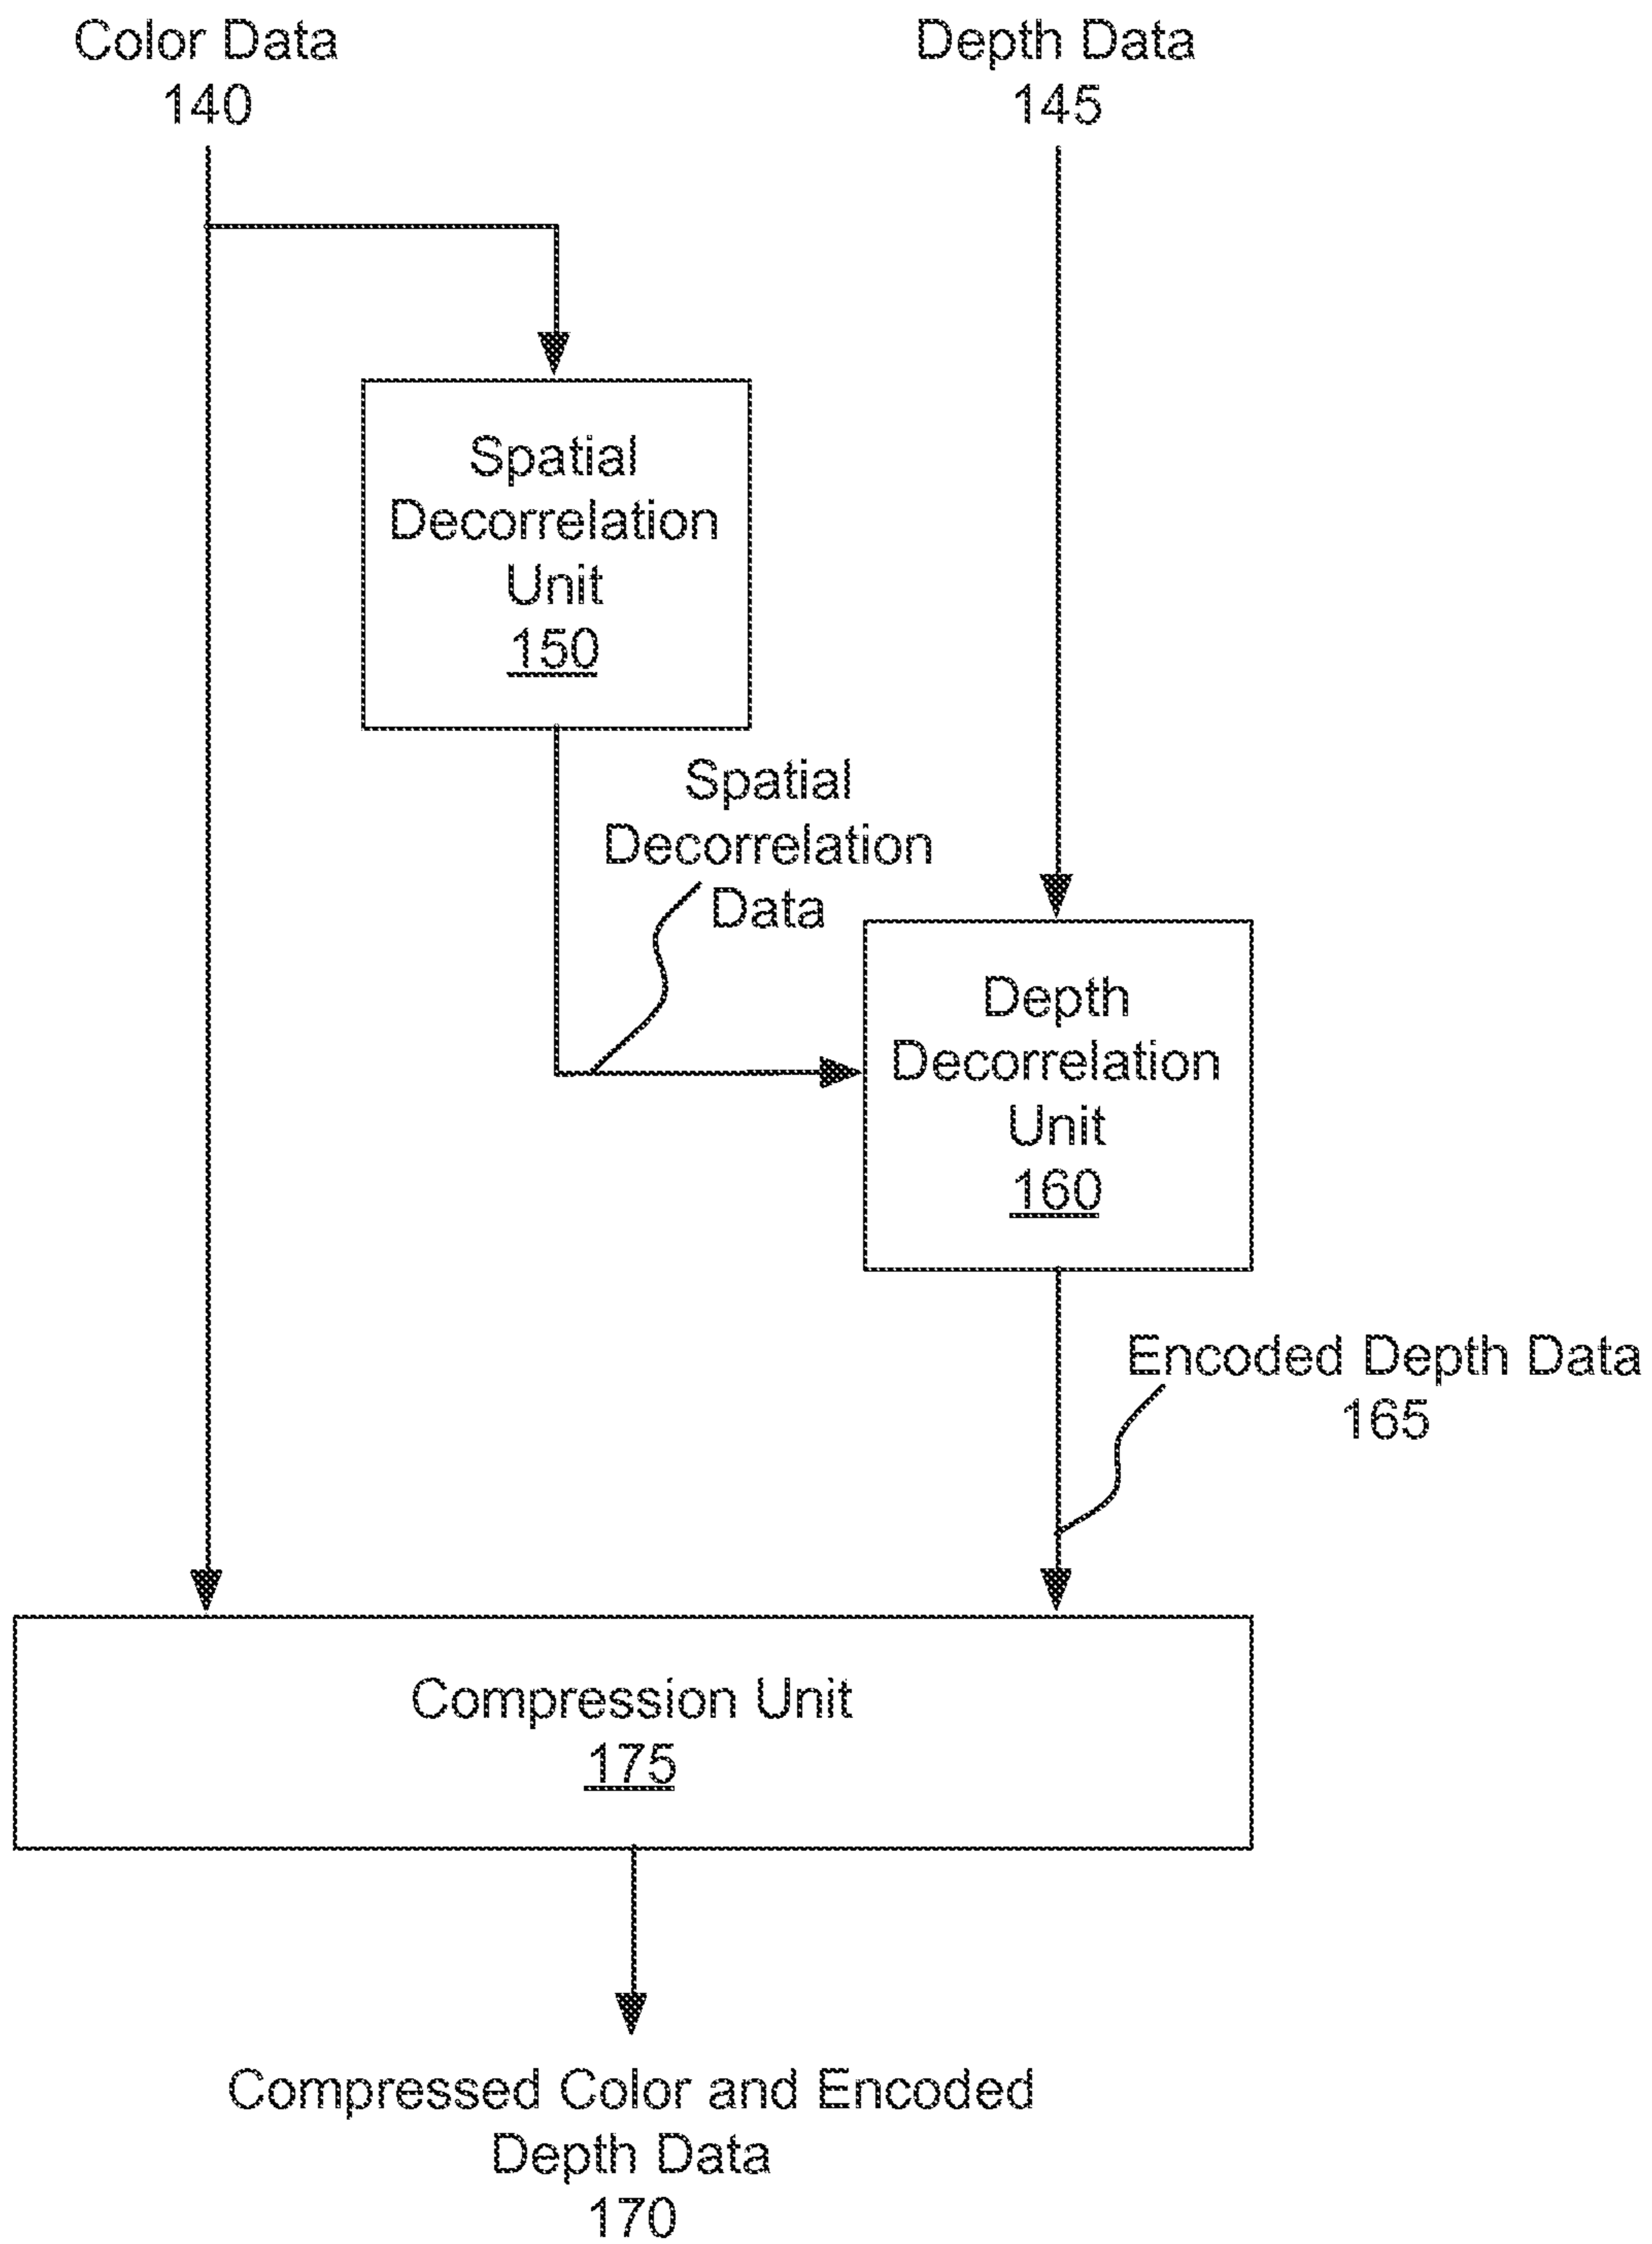 Color Data
140
Depth Data
145
Spatial
Decorrelation
Unit
150
Spatial
Decorrelation
Data
Depth
Decorrelation
Unit
160
Encoded Depth Data
165
Compression Unit
175
Compressed Color and Encoded
Depth Data
170